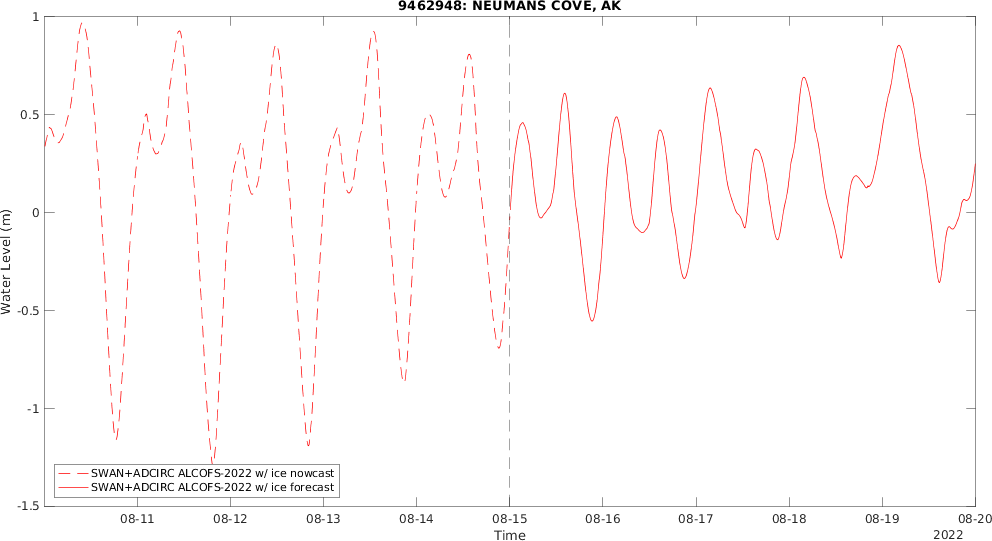 9462948: NEUMANS COVE, AK
Water Level (m)
1
0.5
0
-0.5
-1
-1.5
SWAN+ADCIRC ALCOFS-2022 w/ ice nowcast
SWAN+ADCIRC ALCOFS-2022 w/ ice forecast
08-11 08-12 08-13 08-14 08-15 08-16 08-17 08-18 08-19 08-20
Time
2022